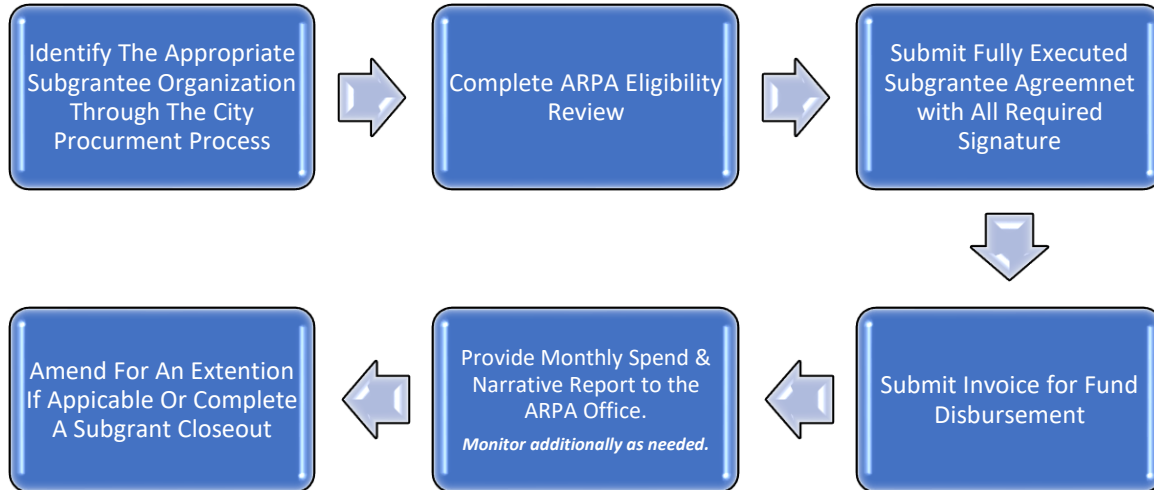 Identify The Appropriate
Subgrantee Organization
Through The City
Procurment Process
Complete ARPA Eligibility
Review
Submit Fully Executed
Subgrantee Agreemnet
with All Required
Signature
Submit Invoice for Fund
Disbursement
Provide Monthly Spend &
Narrative Report to the
ARPA Office.
Monitor additionally as needed.
Amend For An Extention
If Appicable Or Complete
A Subgrant Closeout